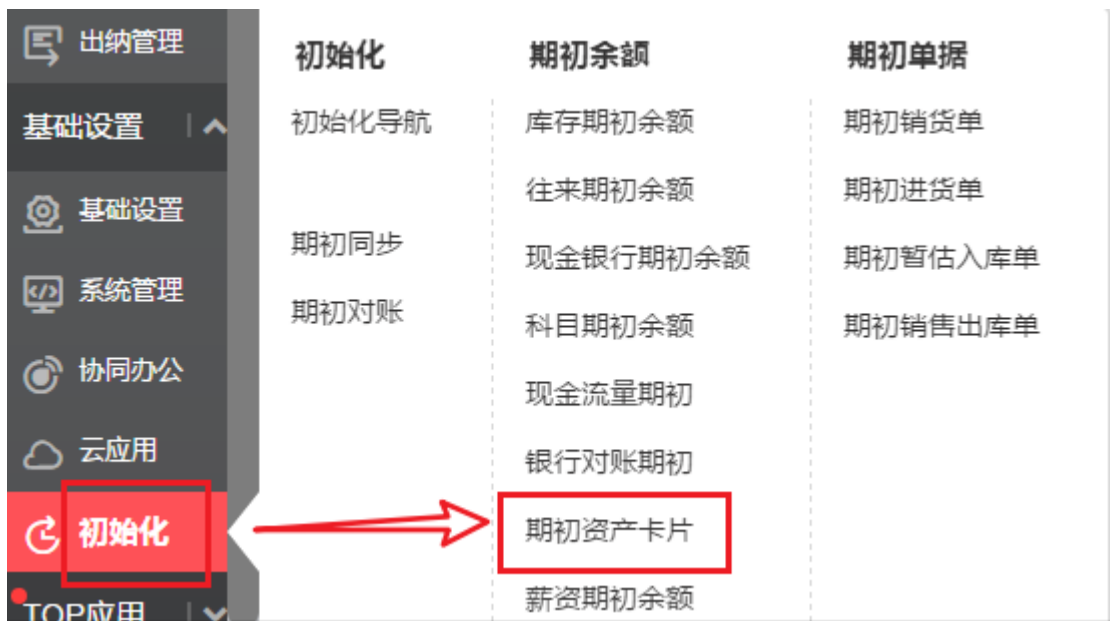 出纳管理
基础设置
基础设置
系统管理
协同办公
云应用
初始化
TOP应用
初始化
初始化导航
期初同步
期初对账
期初余额
库存期初余额
往来期初余额
现金银行期初余额
科目期初余额
现金流量期初
银行对账期初
期初资产卡片
薪资期初余额
期初单据
期初销货单
期初进货单
期初暂估入库单
期初销售出库单